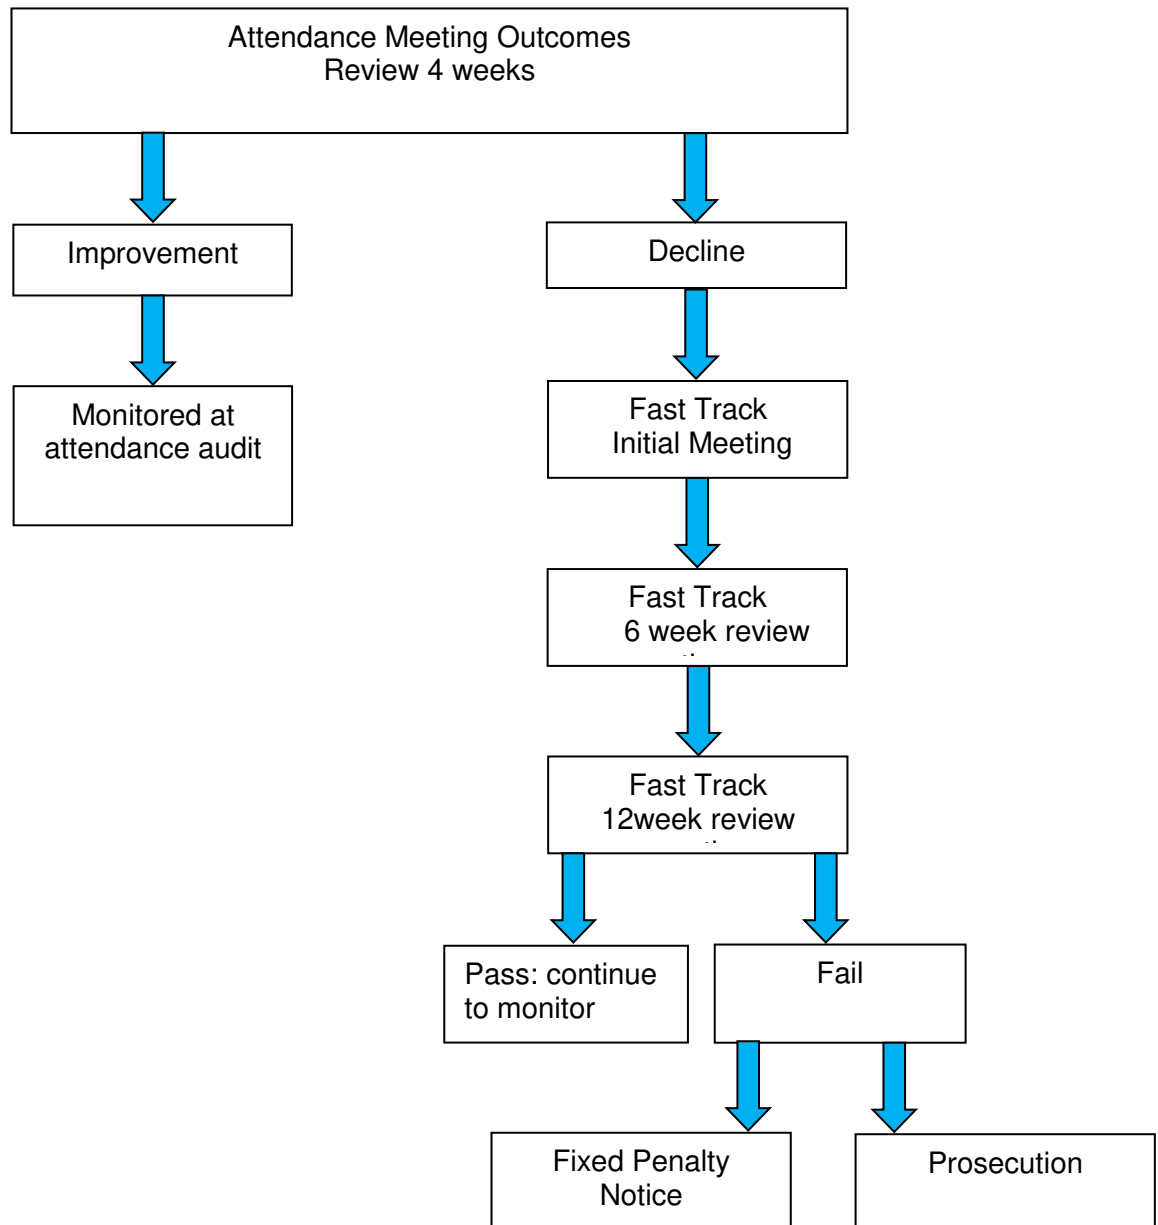 Attendance Meeting Outcomes
Review 4 weeks
Improvement
Decline
Monitored at
attendance audit
Fast Track
Initial Meeting
Fast Track
6 week review
Fast Track
12week review
Pass: continue
to monitor
Fail
Fixed Penalty
Notice
Prosecution